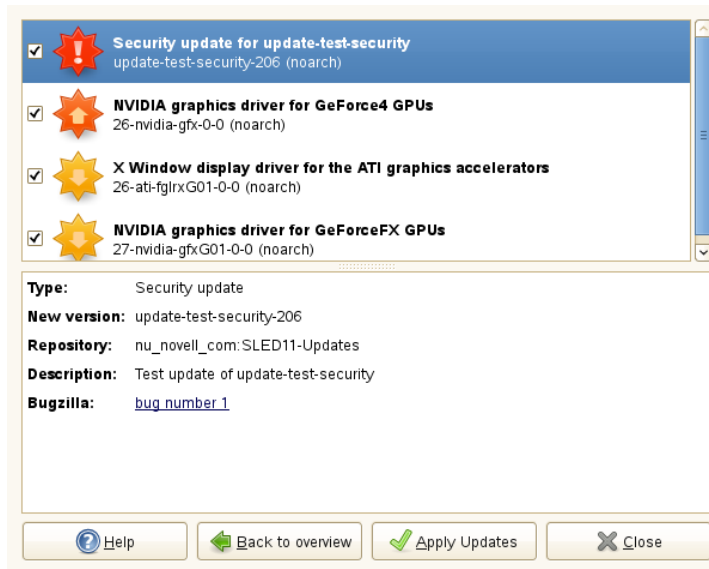 Security update for update-test-security
update-test-security-206 (noarch)
NVIDIA graphics driver for GeForce4 GPUs
26-nvidia-gfx-0-0 (noarch)
X Window display driver for the ATI graphics accelerators
26-ati-fglrxG01-0-0 (noarch)
NVIDIA graphics driver for GeForceFX GPUs
27-nvidia-gfxG01-0-0 (noarch)
Type: Security update
New version: update-test-security-206
Repository: nu_novell_com:SLED11-Updates
Description: Test update of update-test-security
Bugzilla: bug number 1
Help Back to overview Apply Updates Close